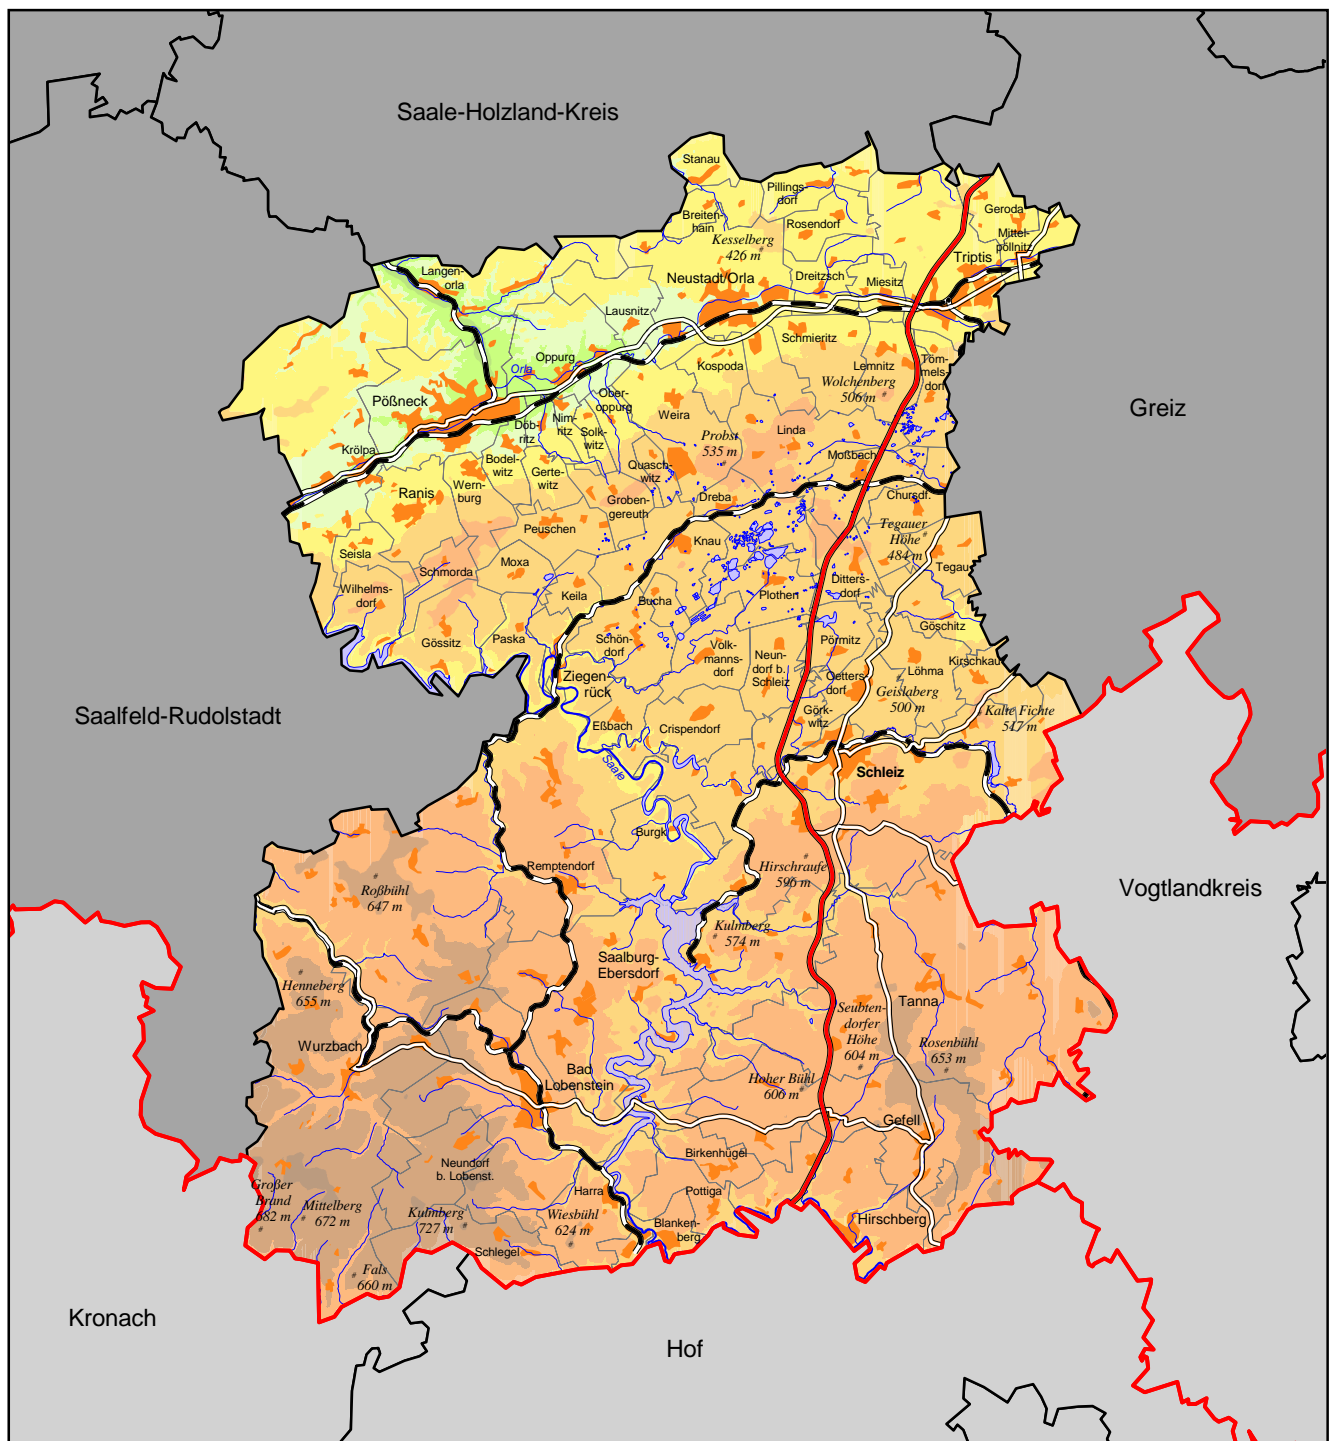 Saale-Holzland-Kreis
Stanau
Pillings-
dorf
Breiten-
hain
Rosendorf
Geroda
Mittel-
pöllnitz
Kesselberg
426 m
Triptis
Langen-
orla
Neustadt/Orla
Dreitzsch
Miesitz
Lausnitz
Schmieritz
Oppurg
Orla
Kospoda
Lemnitz
Töm-
mels-
dorf
Wolchenberg
506 m
Pößneck
Ober-
oppurg
Weira
Greiz
Döb-
ritz
Nim-
ritz
Solk-
witz
Probst
535 m
Linda
Krölpa
Bodel-
witz
Gerte-
witz
Quasch-
witz
Moßbach
Ranis
Wern-
burg
Groben-
gereuth
Dreba
Chursdf.
Peuschen
Knau
Tegauer
Höhe
484 m
Seisla
Schmorda
Moxa
Tegau
Wilhelms-
dorf
Keila
Bucha
Plothen
Ditters-
dorf
Göschitz
Gössitz
Paska
Schön-
dorf
Volk-
manns-
dorf
Neun-
dorf b.
Schleiz
Pörmitz
Löhma
Kirschkau
Ziegen-
rück
Oetters-
dorf
Geislaberg
500 m
Saalfeld-Rudolstadt
Eßbach
Crispendorf
Görk-
witz
Kalte Fichte
517 m
Saale
Schleiz
Burgk
Remptendorf
Hirschraufe
596 m
Roßbühl
647 m
Vogtlandkreis
Kulmberg
574 m
Saalburg-
Ebersdorf
Henneberg
655 m
Tanna
Seubten-
dorfer
Höhe
604 m
Wurzbach
Rosenbühl
653 m
Bad
Lobenstein
Hoher Bühl
606 m
Gefell
Birkenhügel
Neundorf
b. Lobenst.
Großer
Brand
682 m
Mittelberg
672 m
Kulmberg
727 m
Harra
Pottiga
Wiesbühl
624 m
Blanken-
berg
Hirschberg
Schlegel
Fals
660 m
Kronach
Hof